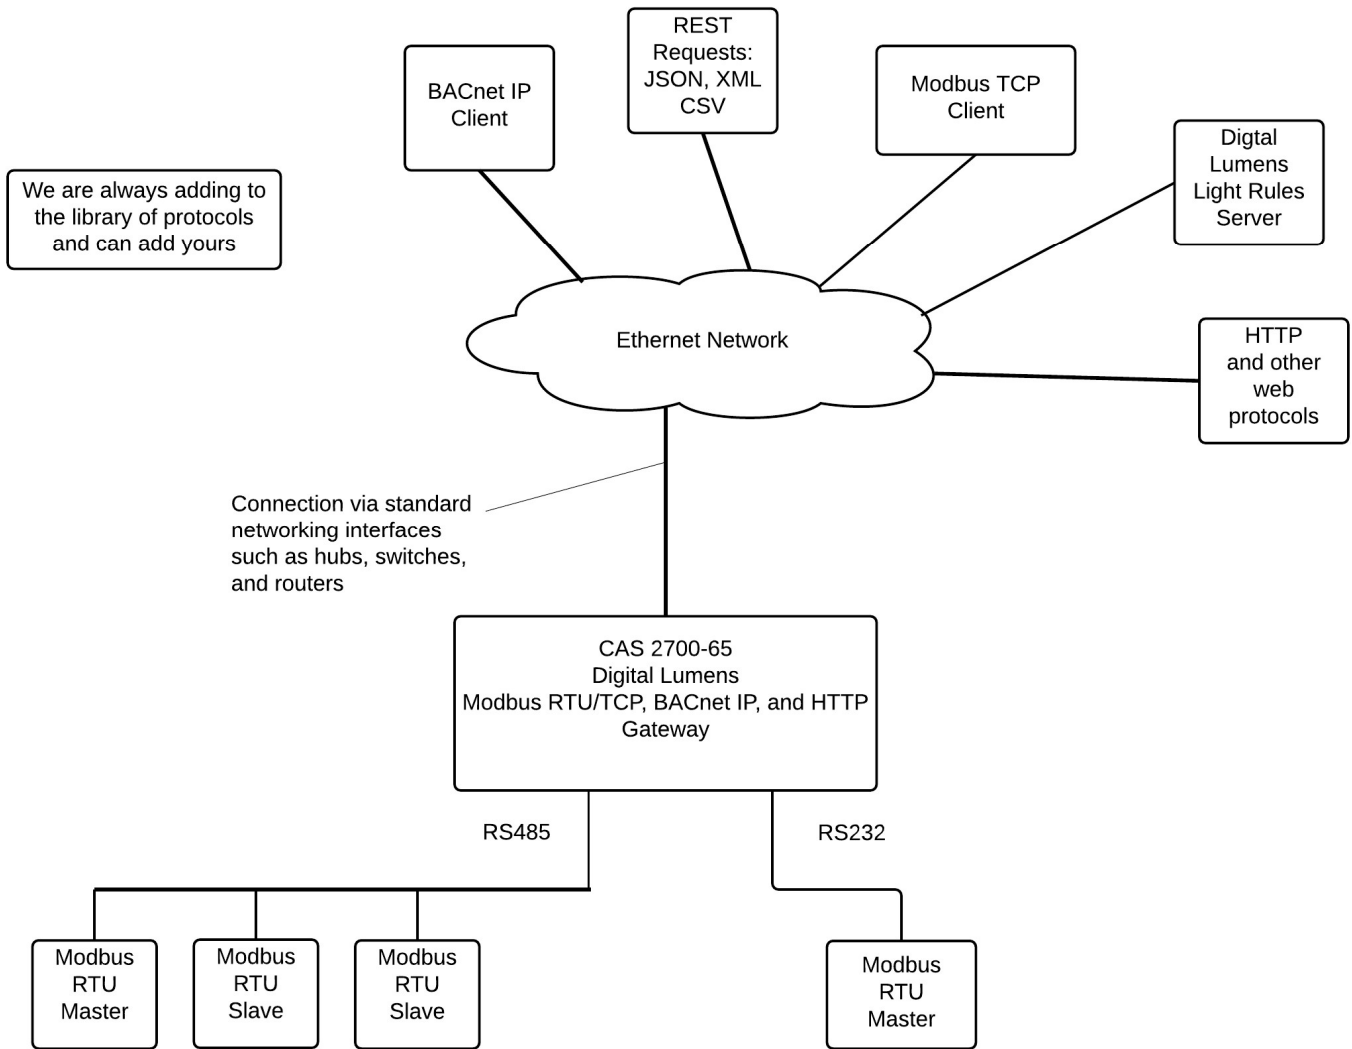 REST
Requests:
JSON, XML
CSV
BACnet IP
Client
Modbus TCP
Client
Digtal
Lumens
Light Rules
Server
We are always adding to
the library of protocols
and can add yours
Ethernet Network
HTTP
and other
web
protocols
Connection via standard
networking interfaces
such as hubs, switches,
and routers
CAS 2700-65
Digital Lumens
Modbus RTU/TCP, BACnet IP, and HTTP
Gateway
RS485
RS232
Modbus
RTU
Master
Modbus
RTU
Slave
Modbus
RTU
Slave
Modbus
RTU
Master